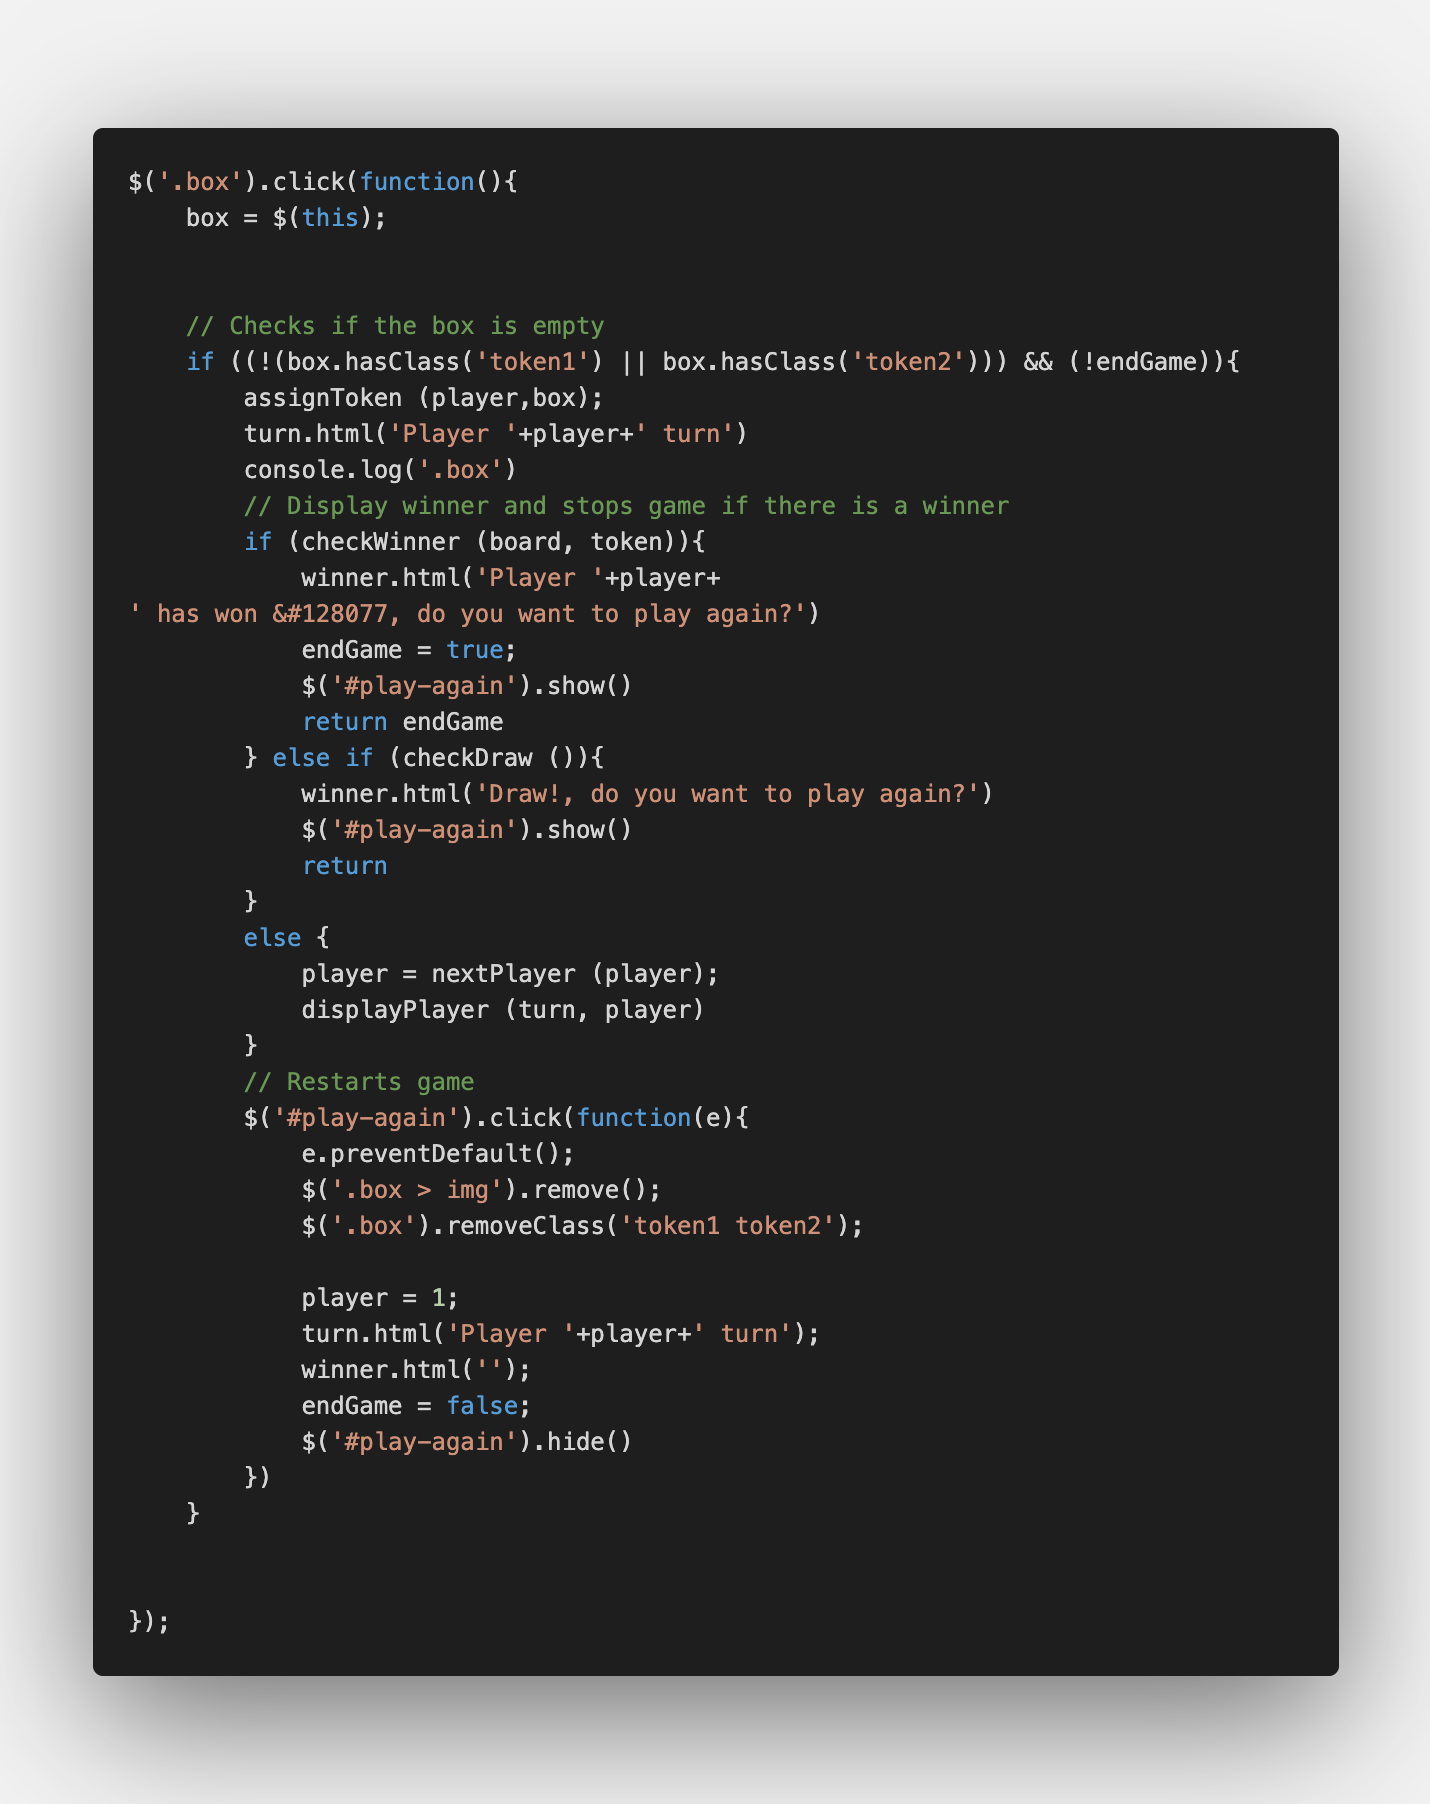 $('.box').click(function(){
    box = $(this);
    // Checks if the box is empty
    if ((!(box.hasClass('token1') || box.hasClass('token2'))) && (!endGame)){
        assignToken (player,box);
        turn.html('Player '+player+' turn')
        console.log('.box')
        // Display winner and stops game if there is a winner
        if (checkWinner (board, token)){
            winner.html('Player '+player+
' has won &#128077, do you want to play again?')
            endGame = true;
            $('#play-again').show()
            return endGame
        } else if (checkDraw ()){
            winner.html('Draw!, do you want to play again?')
            $('#play-again').show()
            return
        }
        else {
            player = nextPlayer (player);
            displayPlayer (turn, player)
        }
        // Restarts game
        $('#play-again').click(function(e){
            e.preventDefault();
            $('.box > img').remove();
            $('.box').removeClass('token1 token2');
            player = 1;
            turn.html('Player '+player+' turn');
            winner.html('');
            endGame = false;
            $('#play-again').hide()
        })
    }
});